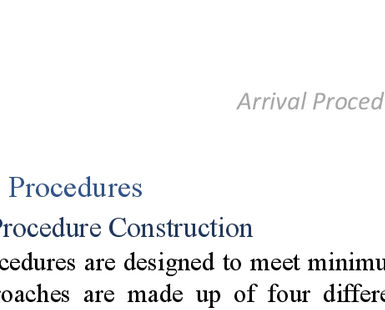 Arrival Proced
Procedures
Procedure Construction
cedures are designed to meet minimu
roaches are made up of four differe